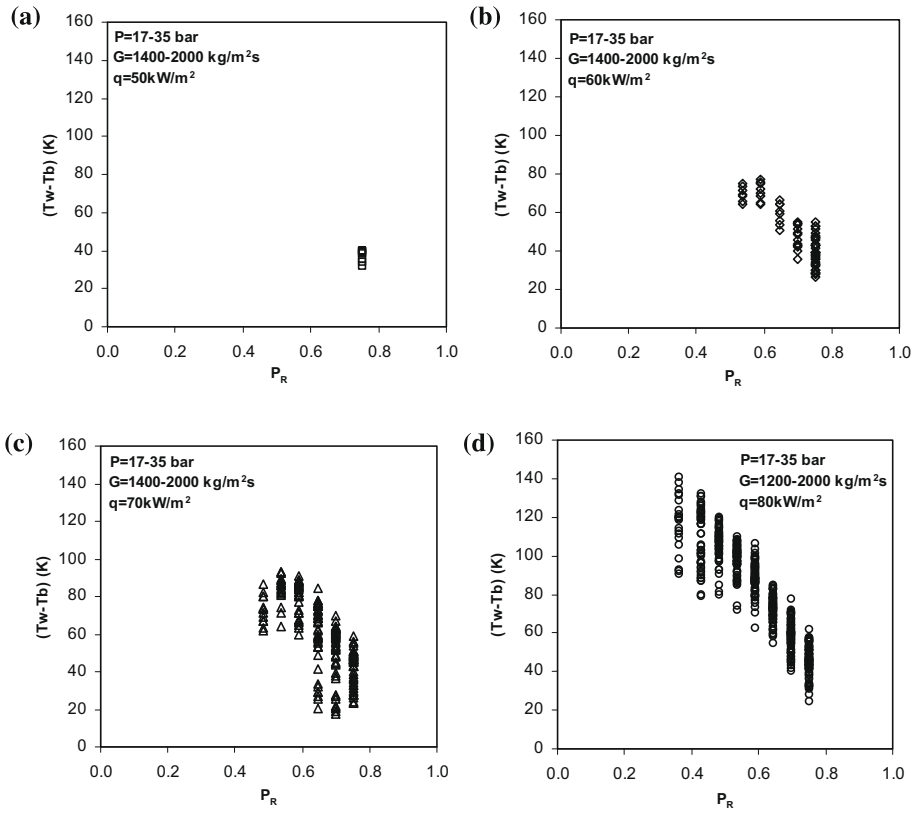 (a)
P=17-35 bar
G=1400-2000 kg/m²s
q=50kW/m²
(Tw-Tb) (K)
160
140
120
100
80
60
40
20
0
0.0 0.2 0.4 0.6 0.8 1.0
P_R
(b)
P=17-35 bar
G=1400-2000 kg/m²s
q=60kW/m²
(Tw-Tb) (K)
160
140
120
100
80
60
40
20
0
0.0 0.2 0.4 0.6 0.8 1.0
P_R
(c)
P=17-35 bar
G=1400-2000 kg/m²s
q=70kW/m²
(Tw-Tb) (K)
160
140
120
100
80
60
40
20
0
0.0 0.2 0.4 0.6 0.8 1.0
P_R
(d)
P=17-35 bar
G=1200-2000 kg/m²s
q=80kW/m²
(Tw-Tb) (K)
160
140
120
100
80
60
40
20
0
0.0 0.2 0.4 0.6 0.8 1.0
P_R